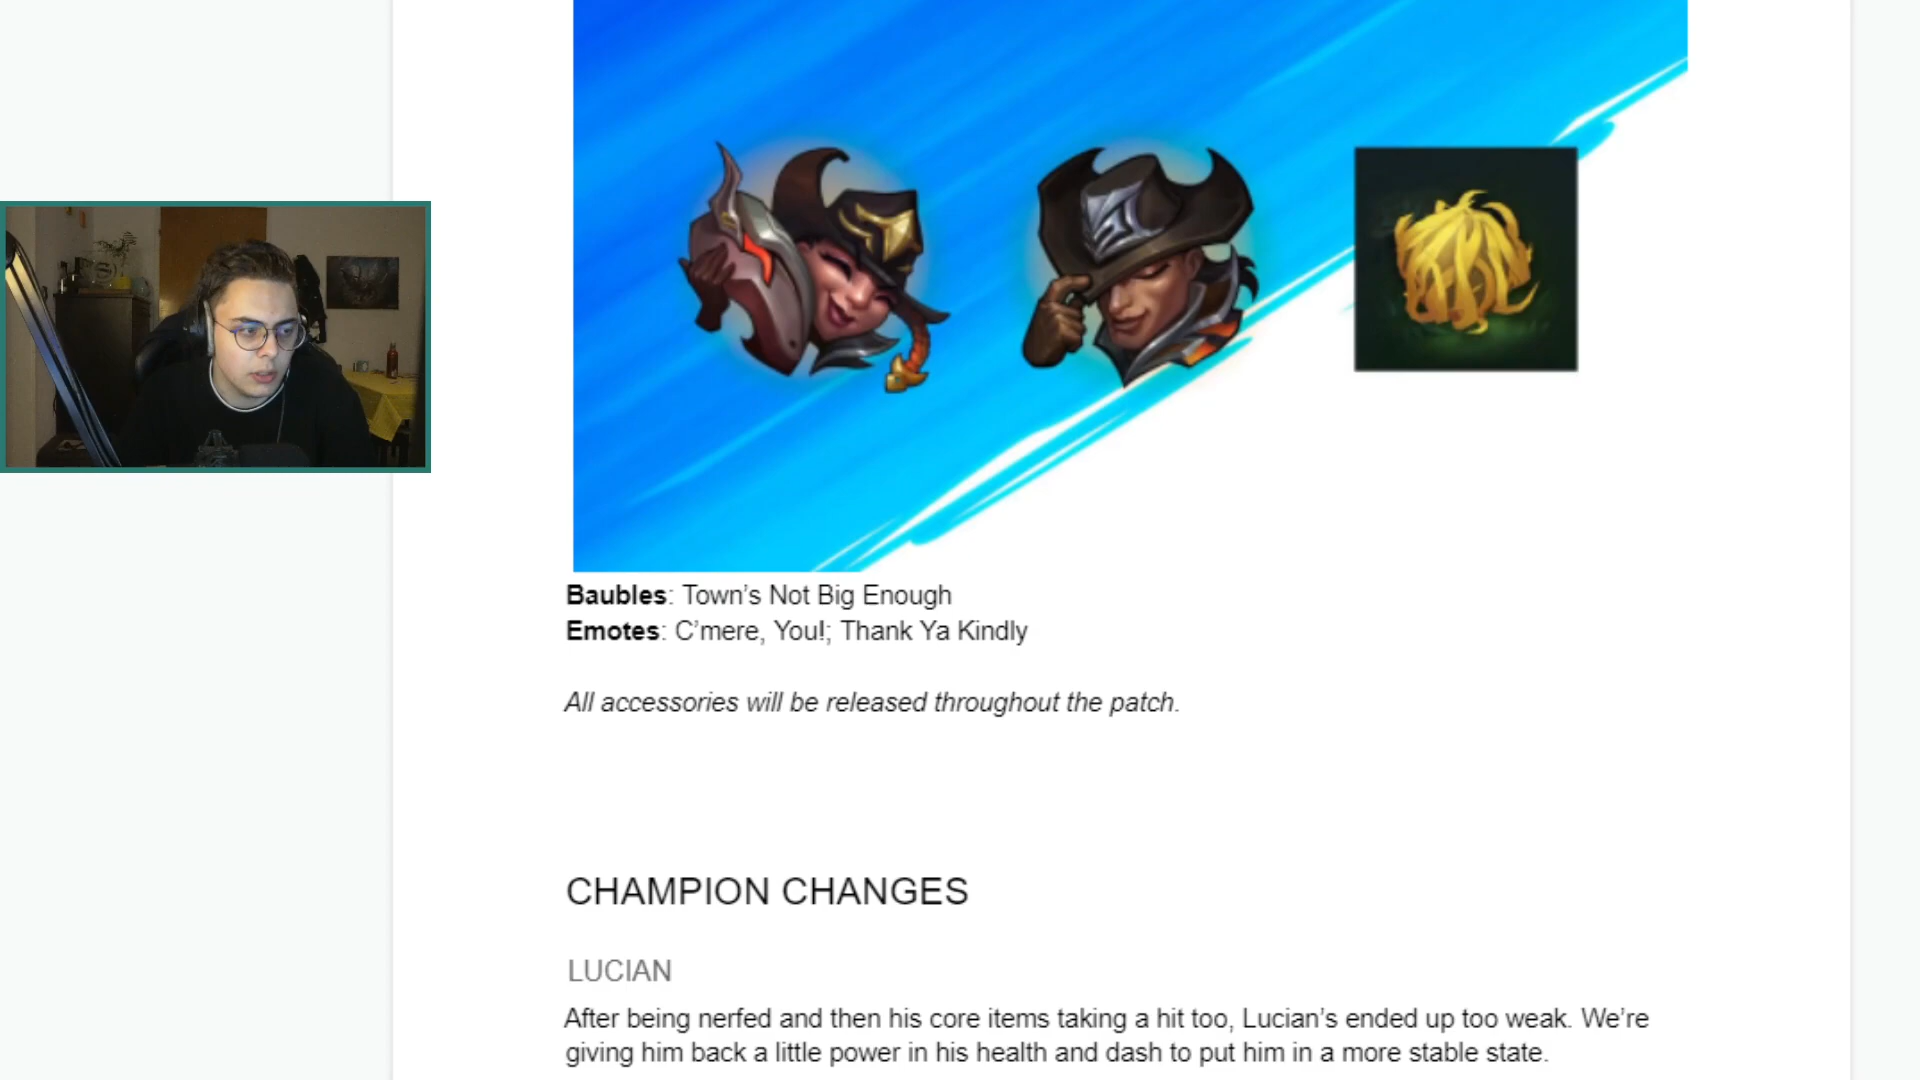 Baubles: Town’s Not Big Enough
Emotes: C’mere, You!; Thank Ya Kindly
All accessories will be released throughout the patch.
CHAMPION CHANGES
LUCIAN
After being nerfed and then his core items taking a hit too, Lucian’s ended up too weak. We’re
giving him back a little power in his health and dash to put him in a more stable state.